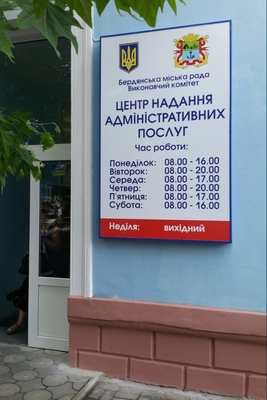 Бердянська міська рада
Виконавчий комітет
ЦЕНТР НАДАННЯ
АДМІНІСТРАТИВНИХ
ПОСЛУГ
Час роботи:
Понеділок: 08.00 - 16.00
Вівторок: 08.00 - 20.00
Середа: 08.00 - 17.00
Четвер: 08.00 - 20.00
П'ятниця: 08.00 - 17.00
Субота: 08.00 - 16.00
Неділя: вихідний